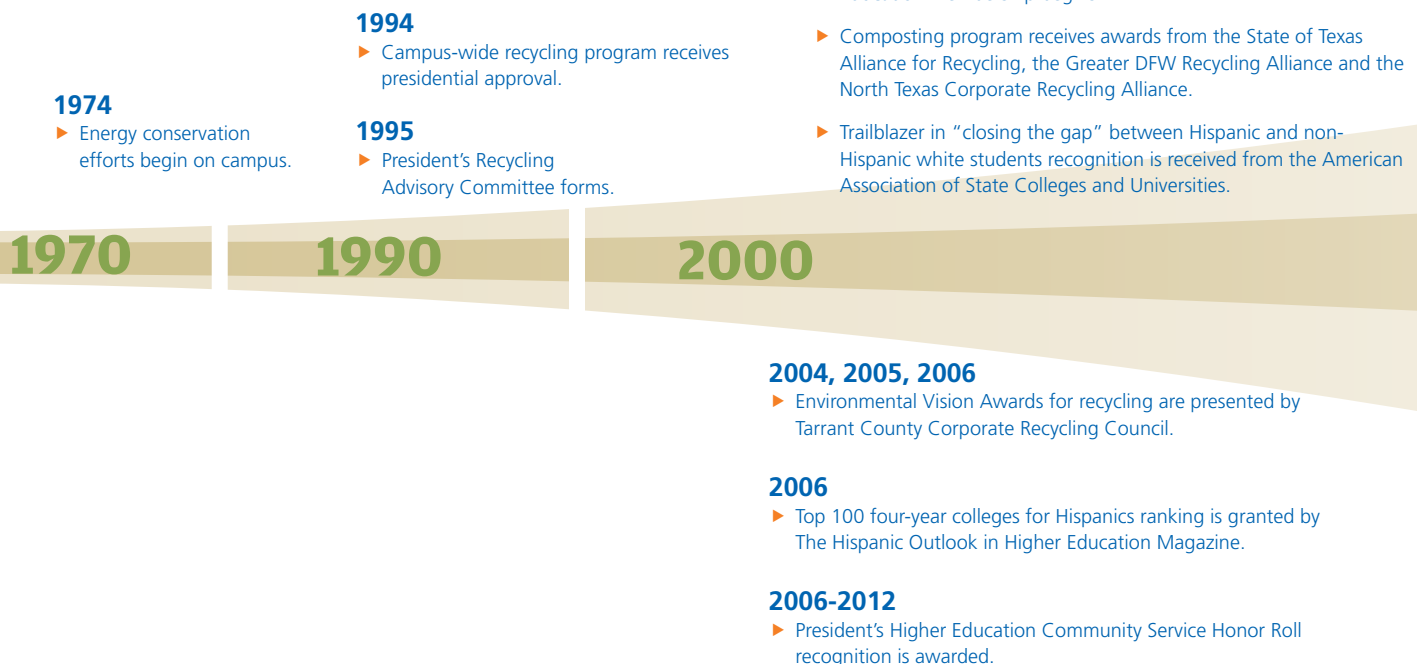 1994
▶ Campus-wide recycling program receives
presidential approval.
1974
▶ Energy conservation
efforts begin on campus.
1995
▶ President’s Recycling
Advisory Committee forms.
▶ Composting program receives awards from the State of Texas
Alliance for Recycling, the Greater DFW Recycling Alliance and the
North Texas Corporate Recycling Alliance.
▶ Trailblazer in “closing the gap” between Hispanic and non-
Hispanic white students recognition is received from the American
Association of State Colleges and Universities.
1970
1990
2000
2004, 2005, 2006
▶ Environmental Vision Awards for recycling are presented by
Tarrant County Corporate Recycling Council.
2006
▶ Top 100 four-year colleges for Hispanics ranking is granted by
The Hispanic Outlook in Higher Education Magazine.
2006-2012
▶ President’s Higher Education Community Service Honor Roll
recognition is awarded.